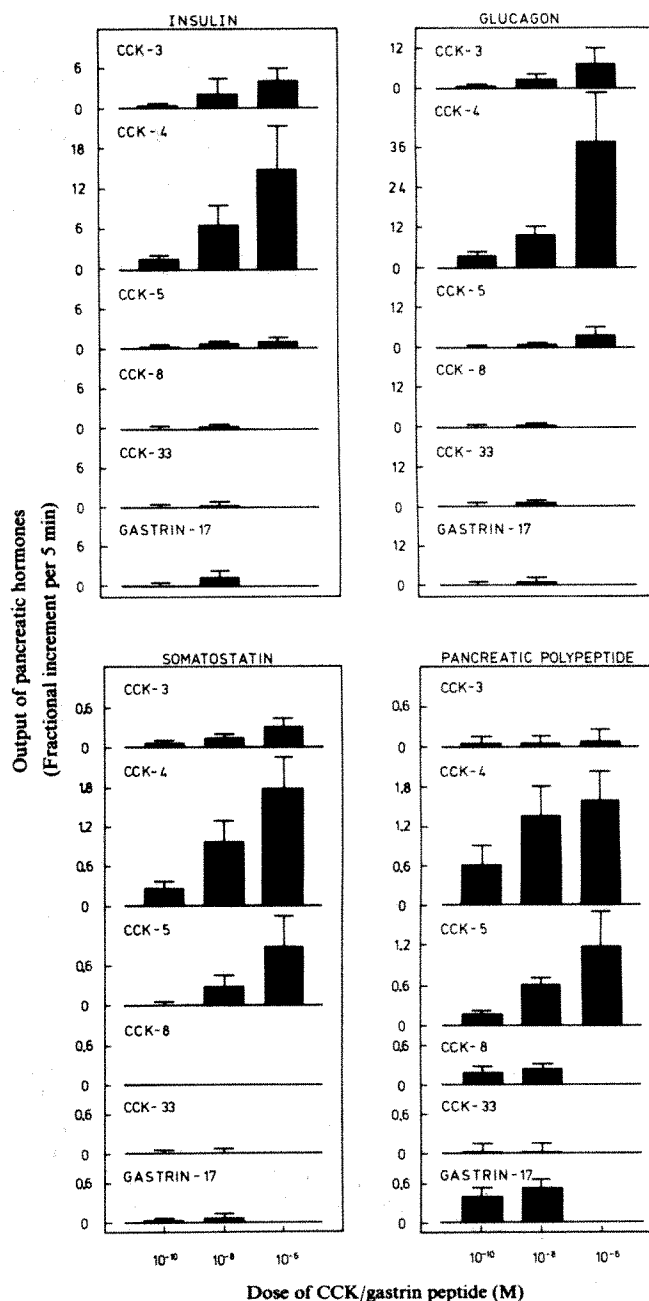 INSULIN
CCK-3
6
0
CCK-4
18
12
6
0
CCK-5
6
0
CCK-8
6
0
CCK-33
6
0
GASTRIN-17
6
0
GLUCAGON
CCK-3
12
0
CCK-4
36
24
12
0
CCK-5
12
0
CCK-8
12
0
CCK-33
12
0
GASTRIN-17
12
0
Output of pancreatic hormones
(Fractional increment per 5 min)
SOMATOSTATIN
CCK-3
0.6
0
CCK-4
1.8
1.2
0.6
0
CCK-5
0.6
0
CCK-8
0.6
0
CCK-33
0.6
0
GASTRIN-17
0.6
0
10⁻¹⁰ 10⁻⁸
PANCREATIC POLYPEPTIDE
CCK-3
0.6
0
CCK-4
1.8
1.2
0.6
0
CCK-5
1.2
0.6
0
CCK-8
0.6
0
CCK-33
0.6
0
GASTRIN-17
0.6
0
10⁻¹⁰ 10⁻⁸
Dose of CCK/gastrin peptide (M)